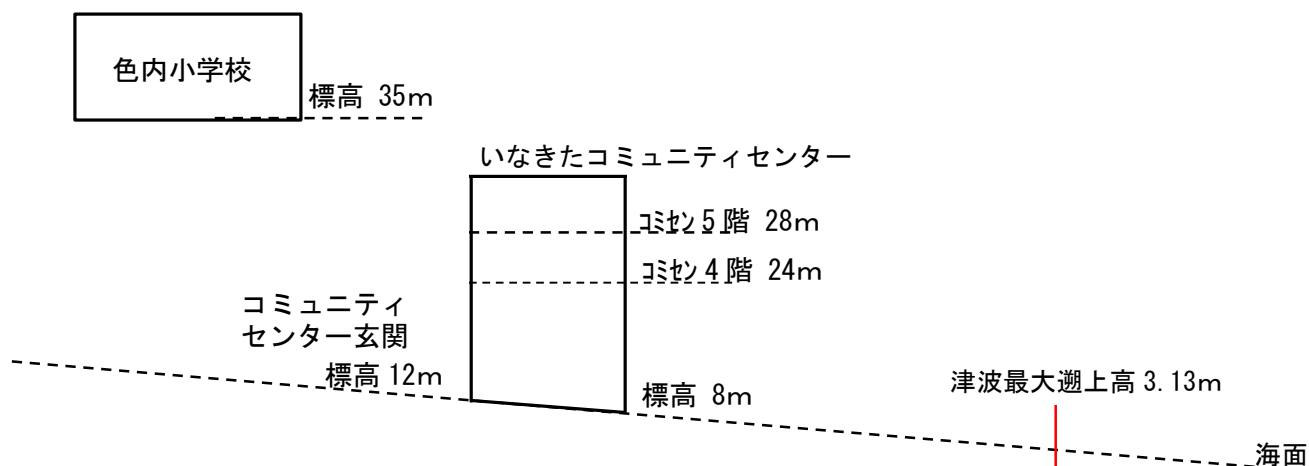 色内小学校
標高 35m
いなきたコミュニティセンター
コミセン5階 28m
コミセン4階 24m
コミュニティ
センター玄関
標高12m
標高 8m
津波最大遡上高3.13m
海面